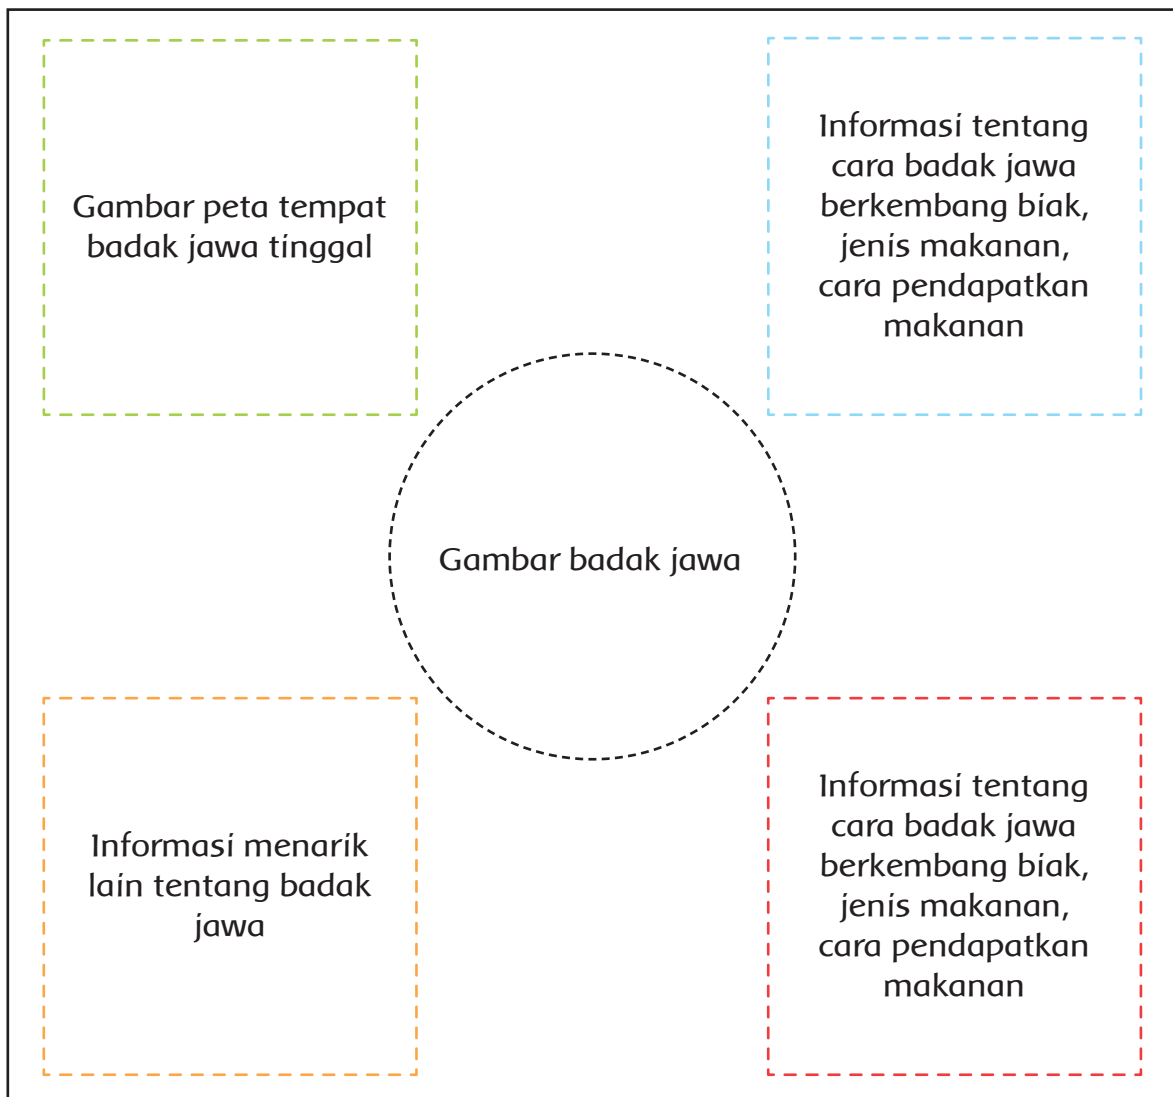 Gambar peta tempat
badak jawa tinggal
Informasi tentang
cara badak jawa
berkembang biak,
jenis makanan,
cara pendapatkan
makanan
Gambar badak jawa
Informasi menarik
lain tentang badak
jawa
Informasi tentang
cara badak jawa
berkembang biak,
jenis makanan,
cara pendapatkan
makanan